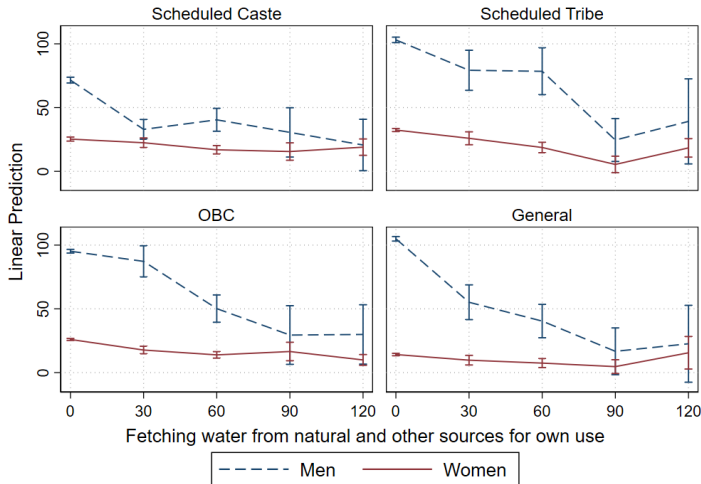 Scheduled Caste
Scheduled Tribe
100
50
0
OBC
General
100
50
0
Linear Prediction
0 30 60 90 120
0 30 60 90 120
Fetching water from natural and other sources for own use
Men
Women